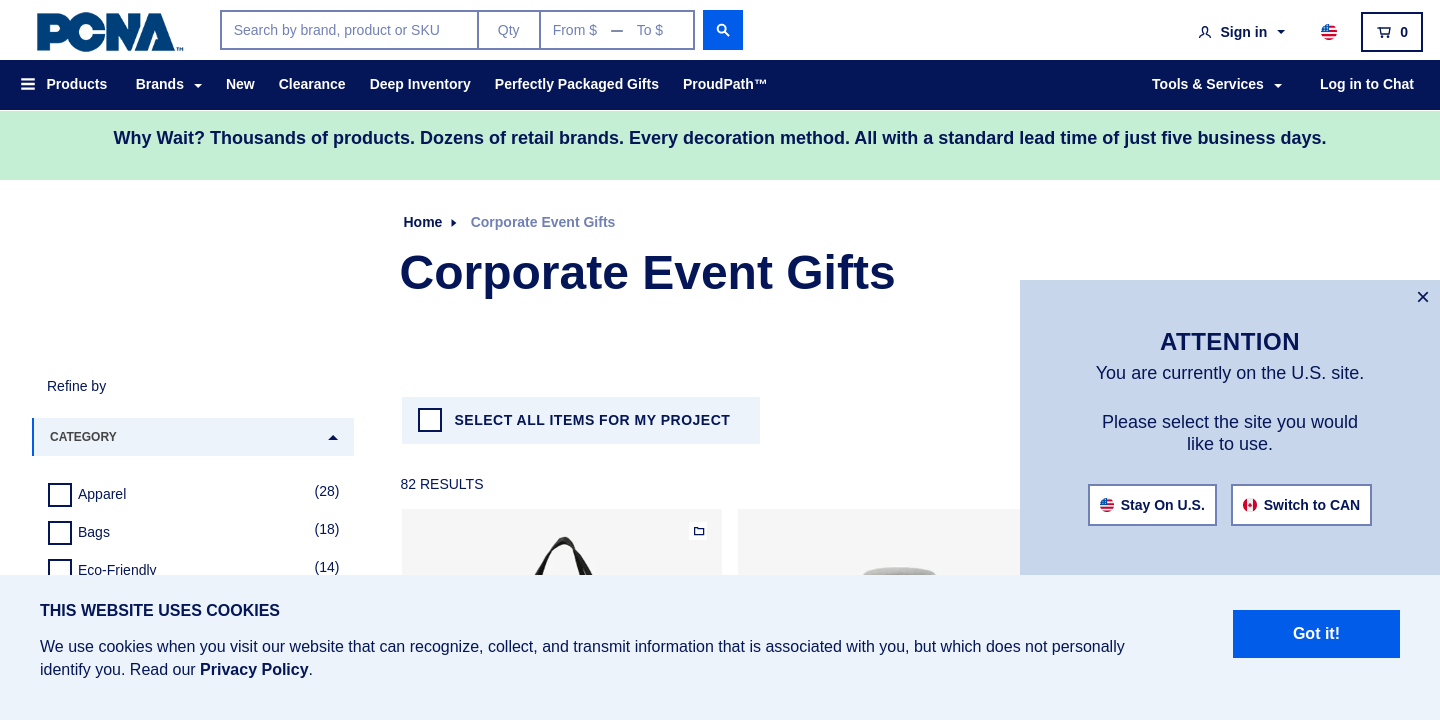 PCNA™
Search by brand, product or SKU
Qty
From $ — To $
Sign in
0
Products
Brands
New
Clearance
Deep Inventory
Perfectly Packaged Gifts
ProudPath™
Tools & Services
Log in to Chat
Why Wait? Thousands of products. Dozens of retail brands. Every decoration method. All with a standard lead time of just five business days.
Home
Corporate Event Gifts
Corporate Event Gifts
Refine by
CATEGORY
Apparel (28)
Bags (18)
Eco-Friendly (14)
SELECT ALL ITEMS FOR MY PROJECT
82 RESULTS
×
ATTENTION
You are currently on the U.S. site.
Please select the site you would
like to use.
Stay On U.S.
Switch to CAN
THIS WEBSITE USES COOKIES
We use cookies when you visit our website that can recognize, collect, and transmit information that is associated with you, but which does not personally
identify you. Read our Privacy Policy.
Got it!